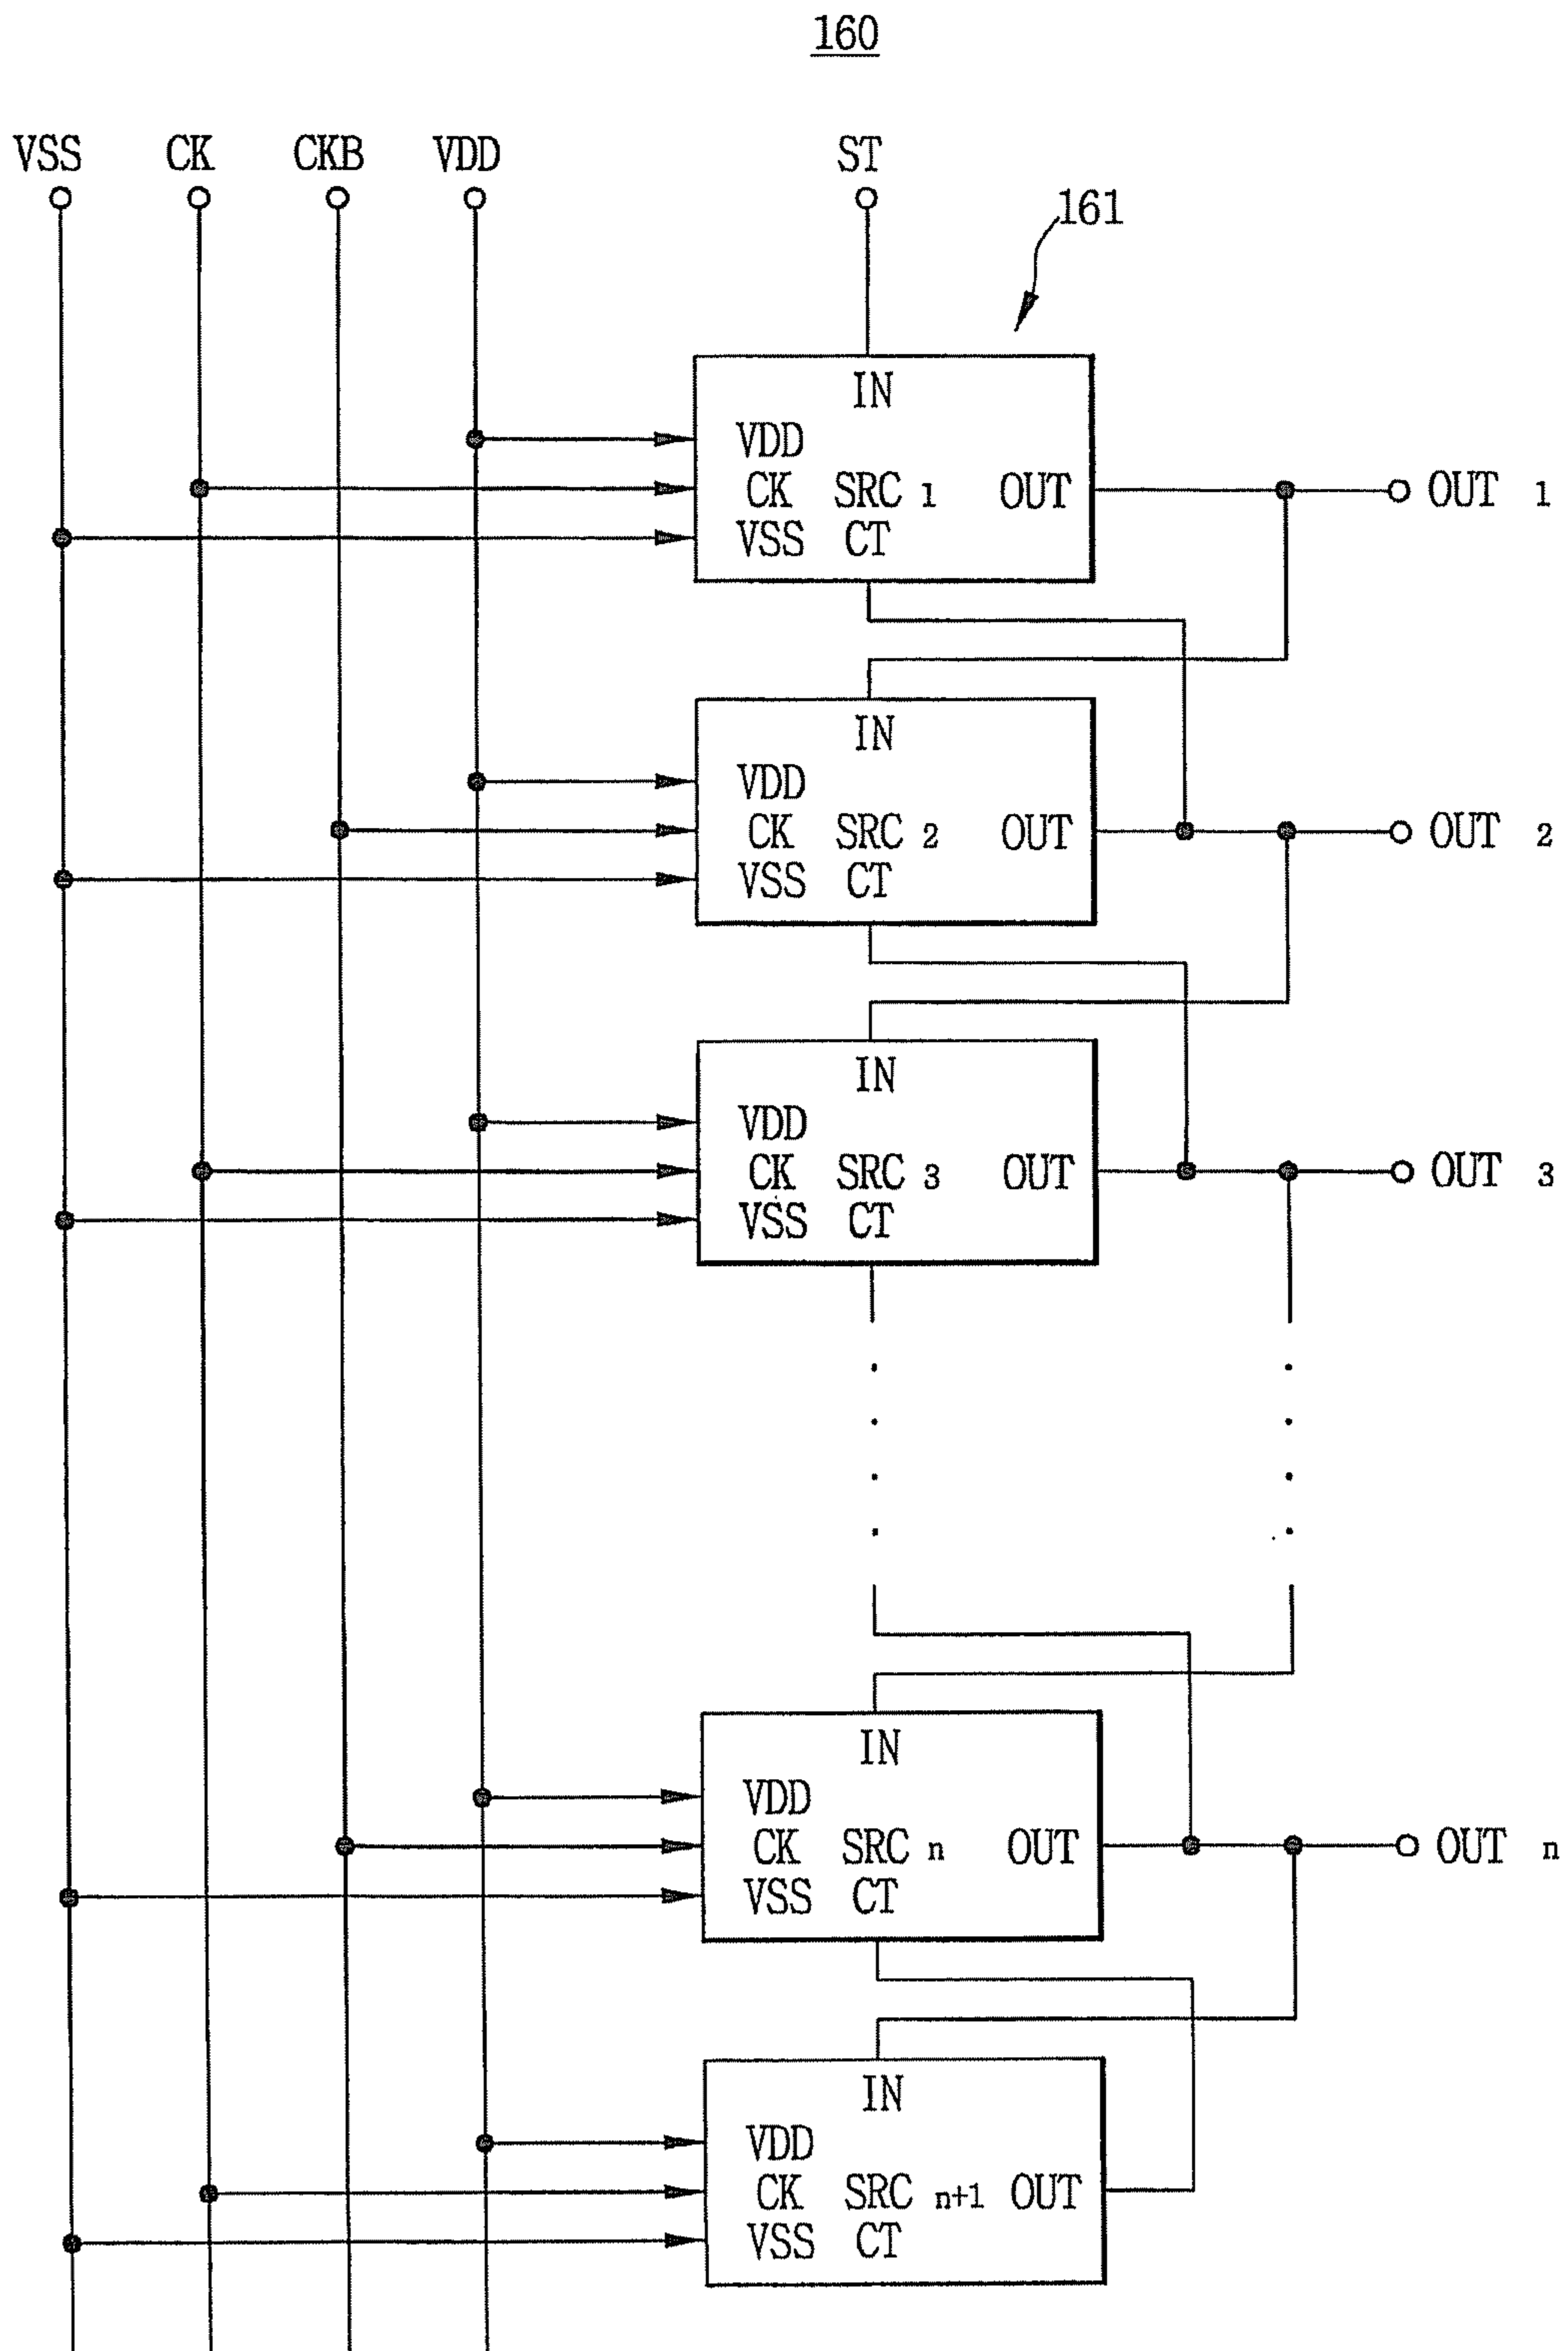 160
VSS CK CKB VDD ST
161
IN
VDD
CK SRC 1 OUT OUT 1
VSS CT
IN
VDD
CK SRC 2 OUT OUT 2
VSS CT
IN
VDD
CK SRC 3 OUT OUT 3
VSS CT
IN
VDD
CK SRC n OUT OUT n
VSS CT
IN
VDD
CK SRC n+1 OUT
VSS CT